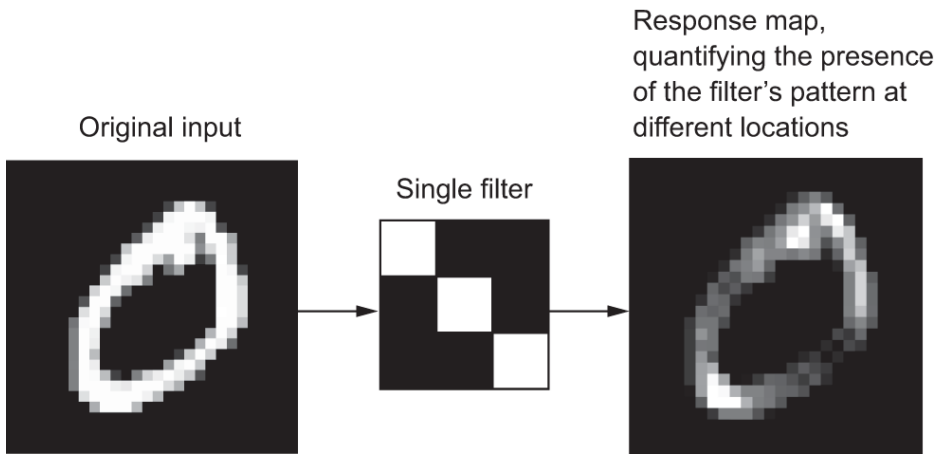 Original input
Single filter
Response map,
quantifying the presence
of the filter's pattern at
different locations